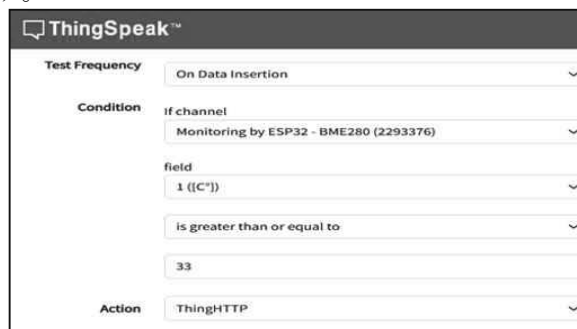 ThingSpeak™
Test Frequency
On Data Insertion
Condition
If channel
Monitoring by ESP32 - BME280 (2293376)
field
1 ([C°])
is greater than or equal to
33
Action
ThingHTTP